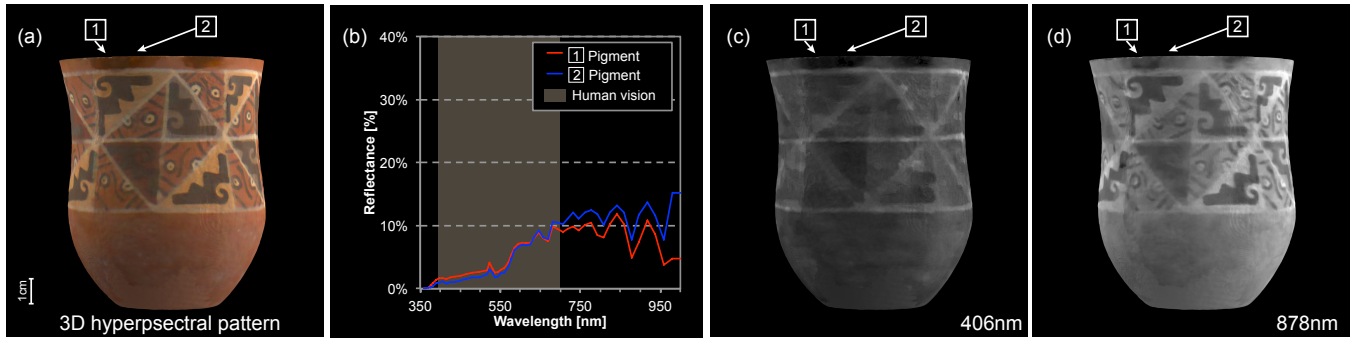 (a)
1
2
1cm
3D hyperpsectral pattern
(b)
40%
30%
20%
10%
0%
Reflectance [%]
1 Pigment
2 Pigment
Human vision
350
550
750
950
Wavelength [nm]
(c)
1
2
406nm
(d)
1
2
878nm